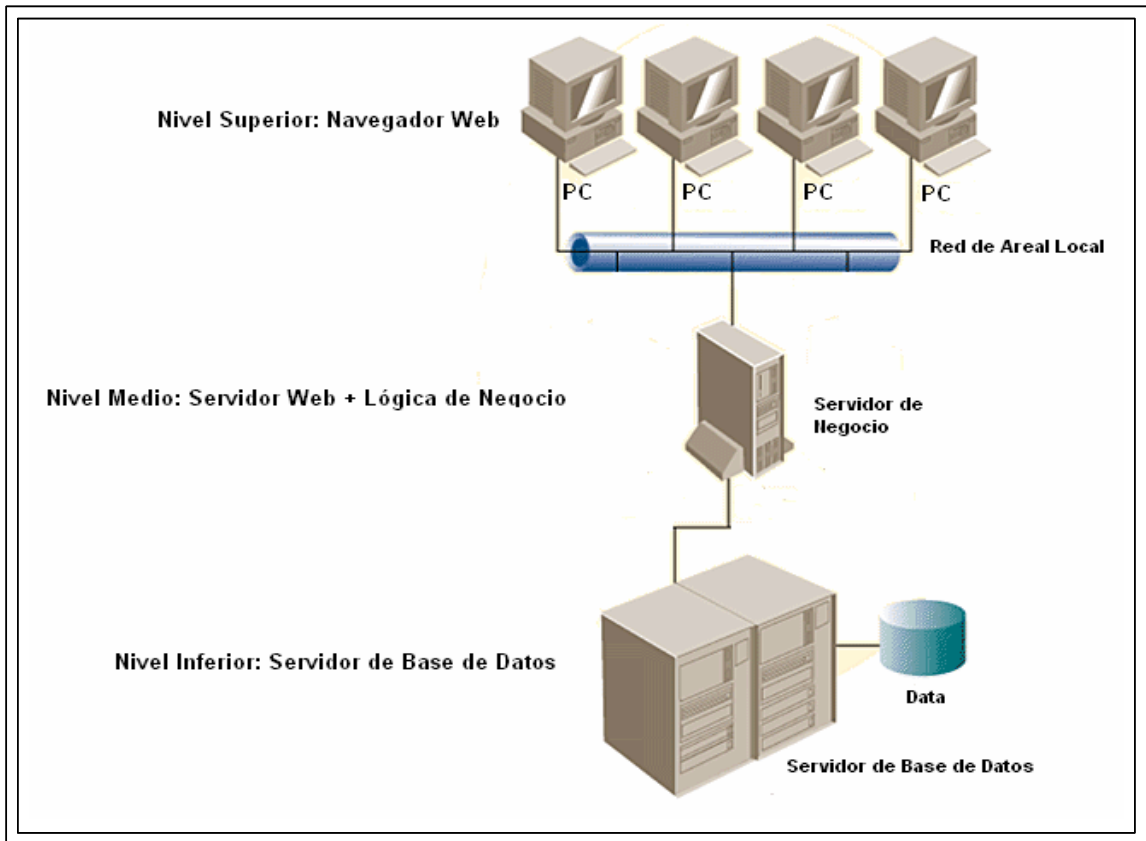 Nivel Superior: Navegador Web
PC
PC
PC
PC
Red de Areal Local
Nivel Medio: Servidor Web + Lógica de Negocio
Servidor de
Negocio
Nivel Inferior: Servidor de Base de Datos
Data
Servidor de Base de Datos